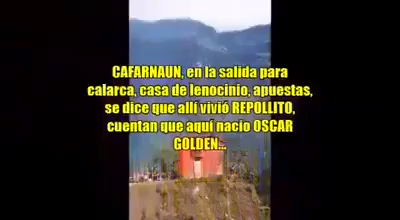 CAFARNAUN, en la salida para
calarca, casa de lenocinio, apuestas,
se dice que allí vivió REPOLLITO,
cuentan que aquí nacio OSCAR
GOLDEN...